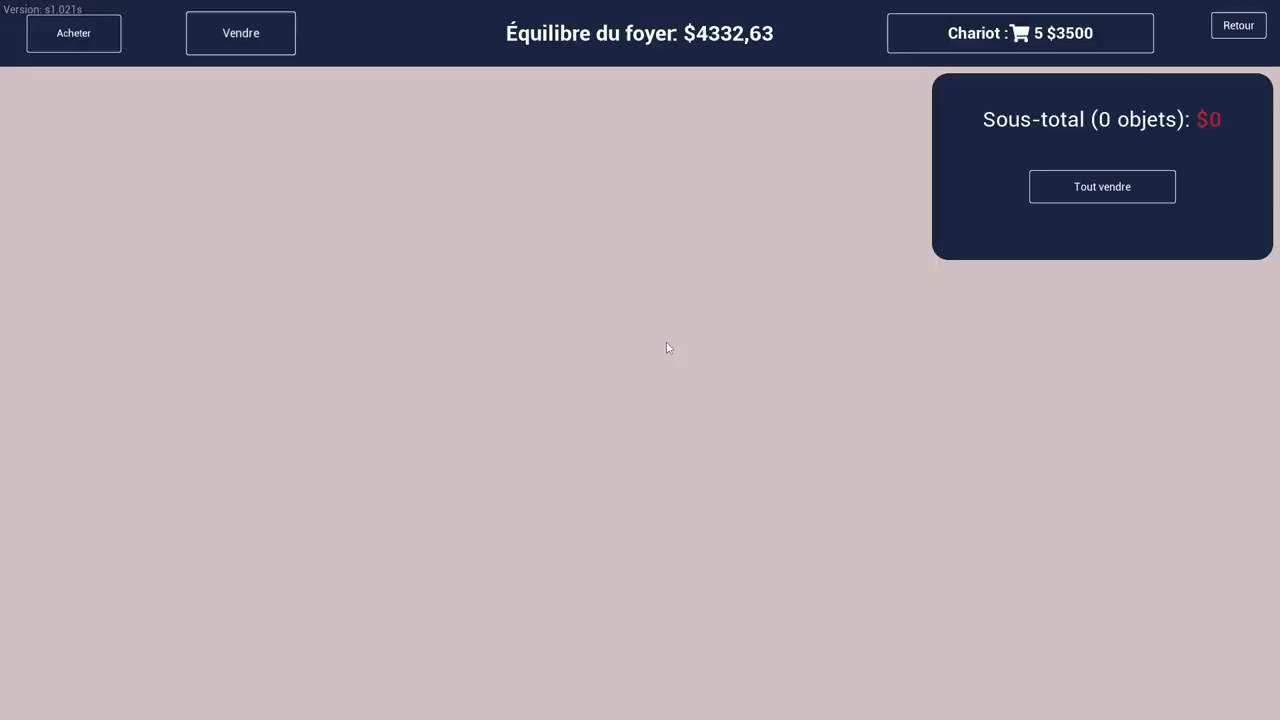 Version: s1.021s
Acheter
Vendre
Équilibre du foyer: $4332,63
Chariot : 5 $3500
Retour
Sous-total (0 objets): $0
Tout vendre